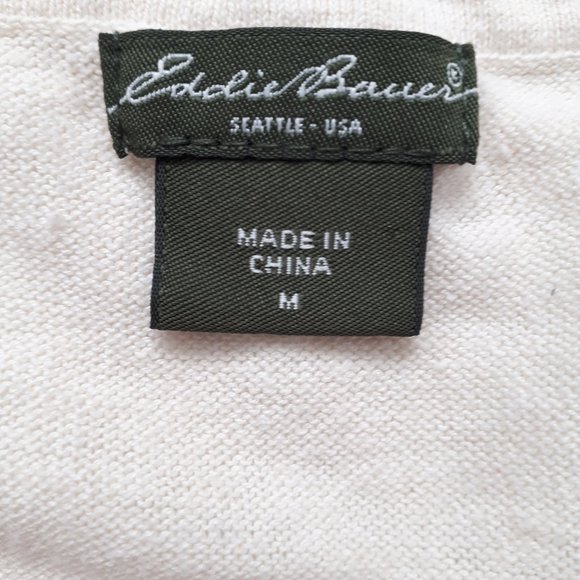 Eddie Bauer®
SEATTLE - USA
MADE IN
CHINA
M